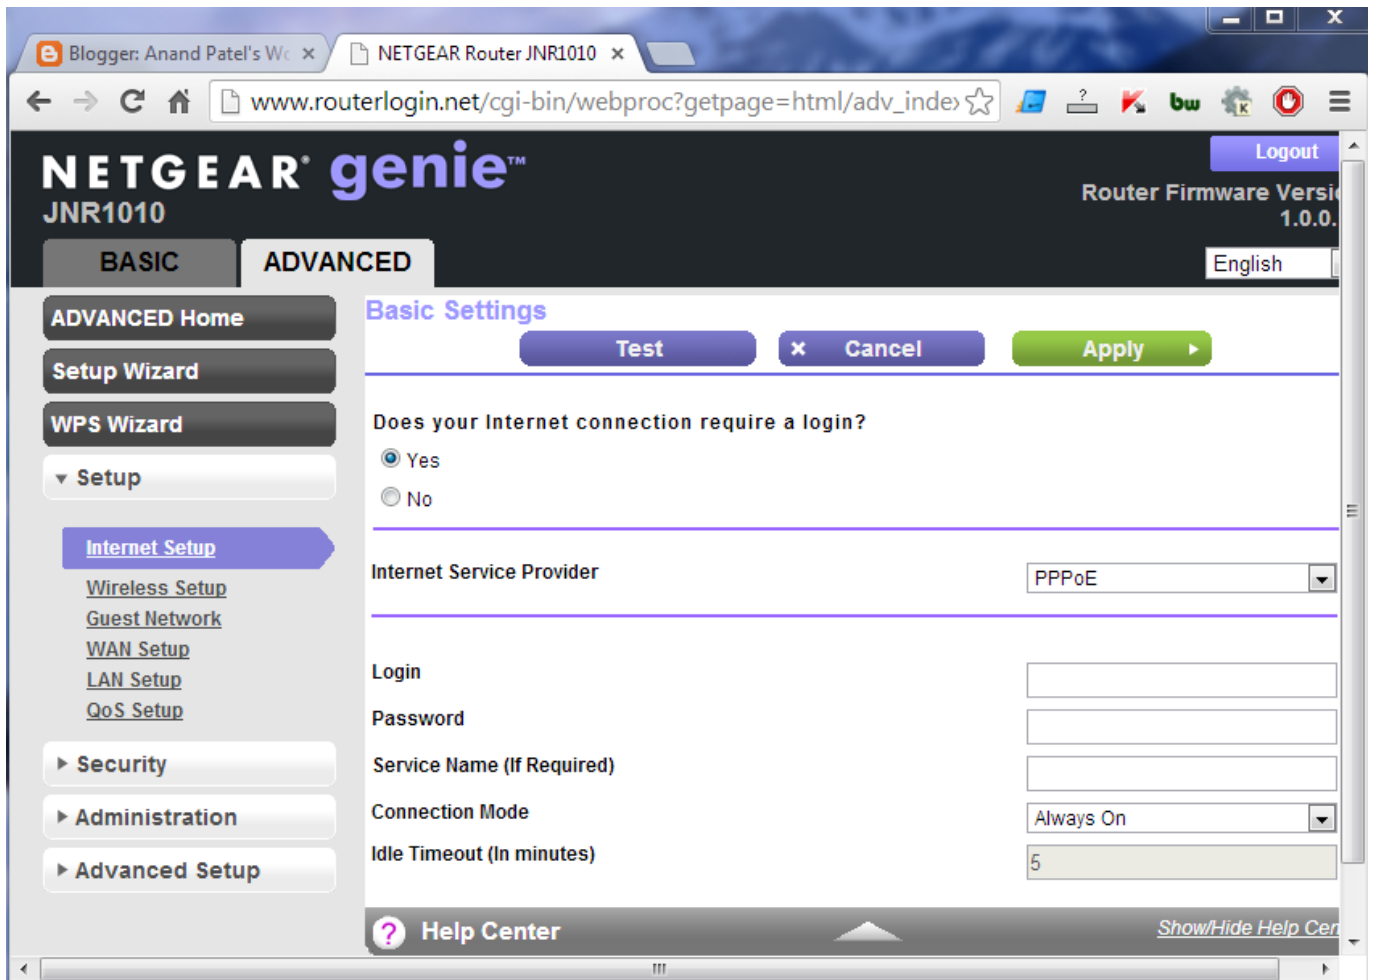 Blogger: Anand Patel's Wo
NETGEAR Router JNR1010
www.routerlogin.net/cgi-bin/webproc?getpage=html/adv_index
NETGEAR® genie™
JNR1010
Logout
Router Firmware Versio
1.0.0.
BASIC
ADVANCED
English
ADVANCED Home
Setup Wizard
WPS Wizard
Setup
Internet Setup
Wireless Setup
Guest Network
WAN Setup
LAN Setup
QoS Setup
Security
Administration
Advanced Setup
Basic Settings
Test
Cancel
Apply
Does your Internet connection require a login?
Yes
No
Internet Service Provider
PPPoE
Login
Password
Service Name (If Required)
Connection Mode
Always On
Idle Timeout (In minutes)
5
Help Center
Show/Hide Help Cen